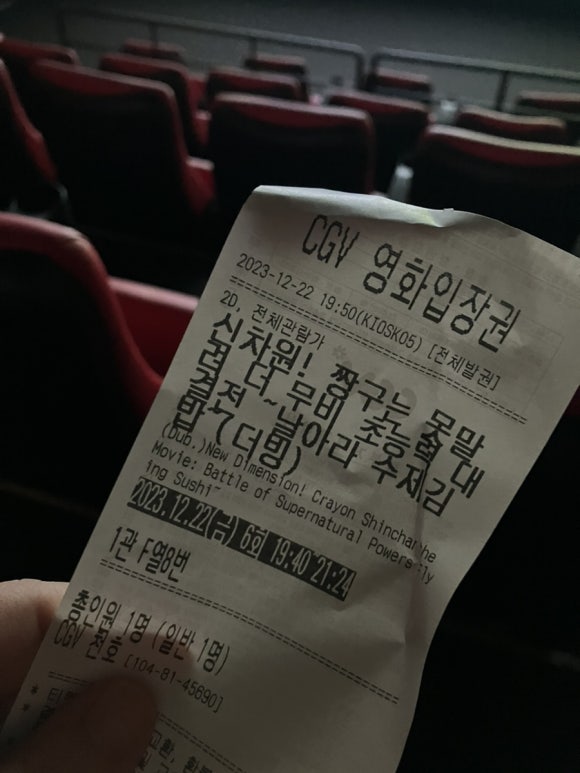 CGV 영화입장권
2023-12-22 19:50(KIOSK05) [전체발권]
2D, 전체관람가
신차원! 짱구는 못말
려 더 무비 초능력 대
결전 ~날아라 수제김
밥~(더빙)
(Dub.)New Dimension! Crayon Shinchan the
Movie: Battle of Supernatural Powers ~Fly
ing Sushi~
2023.12.22(금) 6회 19:40 21:24
1관 F열8번
총인원 1명 (일반 1명)
CGV [104-81-45690]
교환, 환